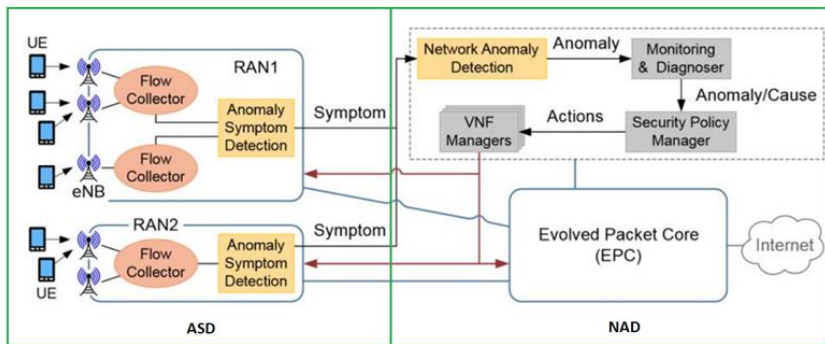 UE
RAN1
Flow
Collector
Anomaly
Symptom
Detection
Symptom
Flow
Collector
eNB
RAN2
Flow
Collector
Anomaly
Symptom
Detection
Symptom
UE
ASD
Network Anomaly
Detection
Anomaly
Monitoring
& Diagnoser
Anomaly/Cause
VNF
Managers
Actions
Security Policy
Manager
Evolved Packet Core
(EPC)
Internet
NAD